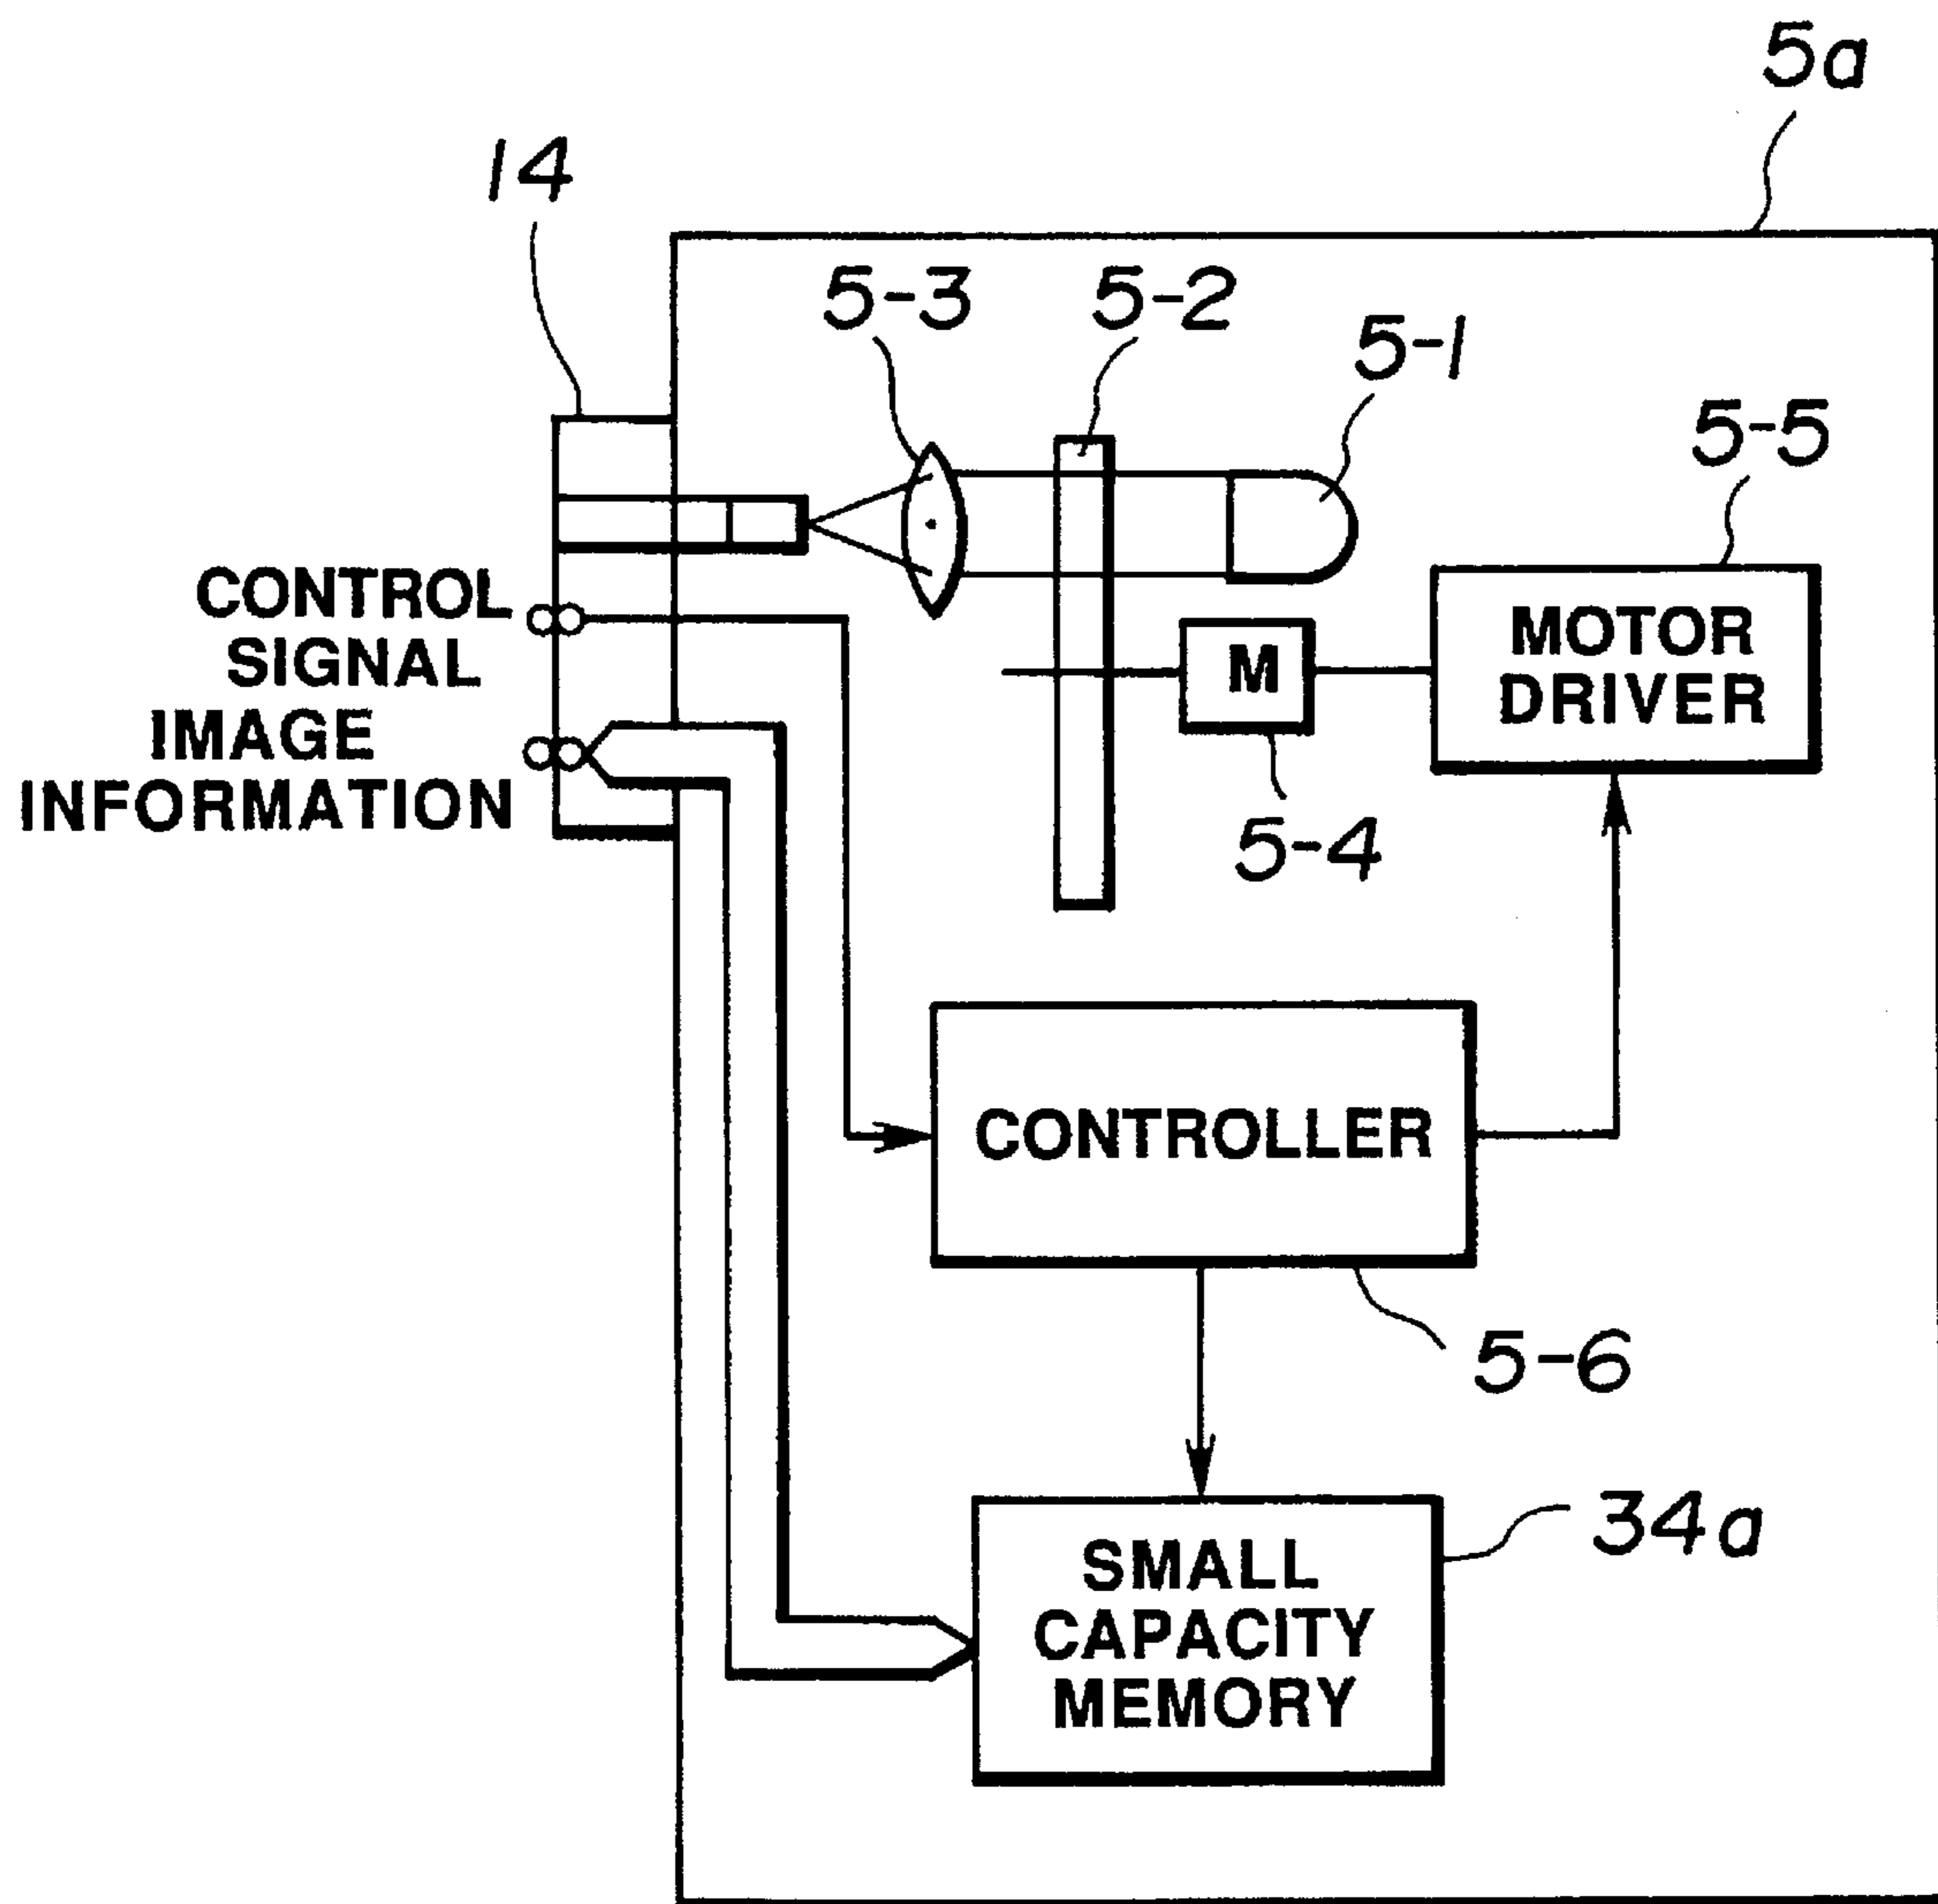 5a
14
5-3
5-2
5-1
5-5
CONTROL
SIGNAL
IMAGE
INFORMATION
M
MOTOR
DRIVER
5-4
CONTROLLER
5-6
34a
SMALL
CAPACITY
MEMORY